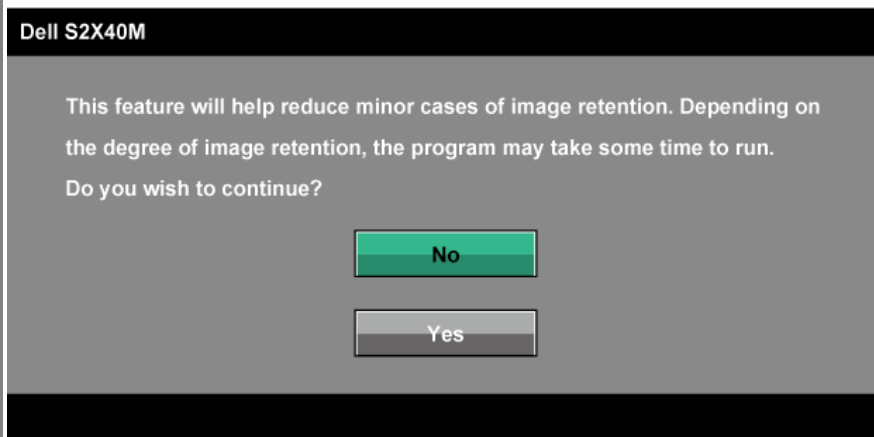 Dell S2X40M
This feature will help reduce minor cases of image retention. Depending on
the degree of image retention, the program may take some time to run.
Do you wish to continue?
No
Yes